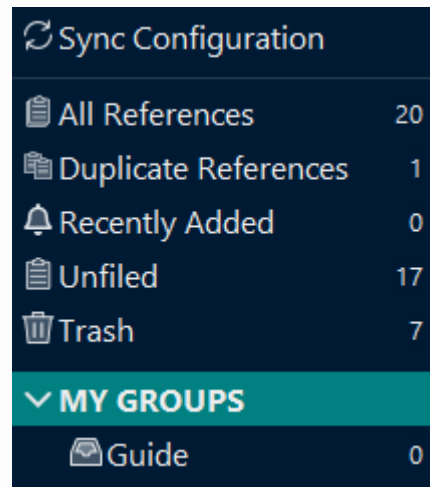 Sync Configuration
All References 20
Duplicate References 1
Recently Added 0
Unfiled 17
Trash 7
MY GROUPS
Guide 0